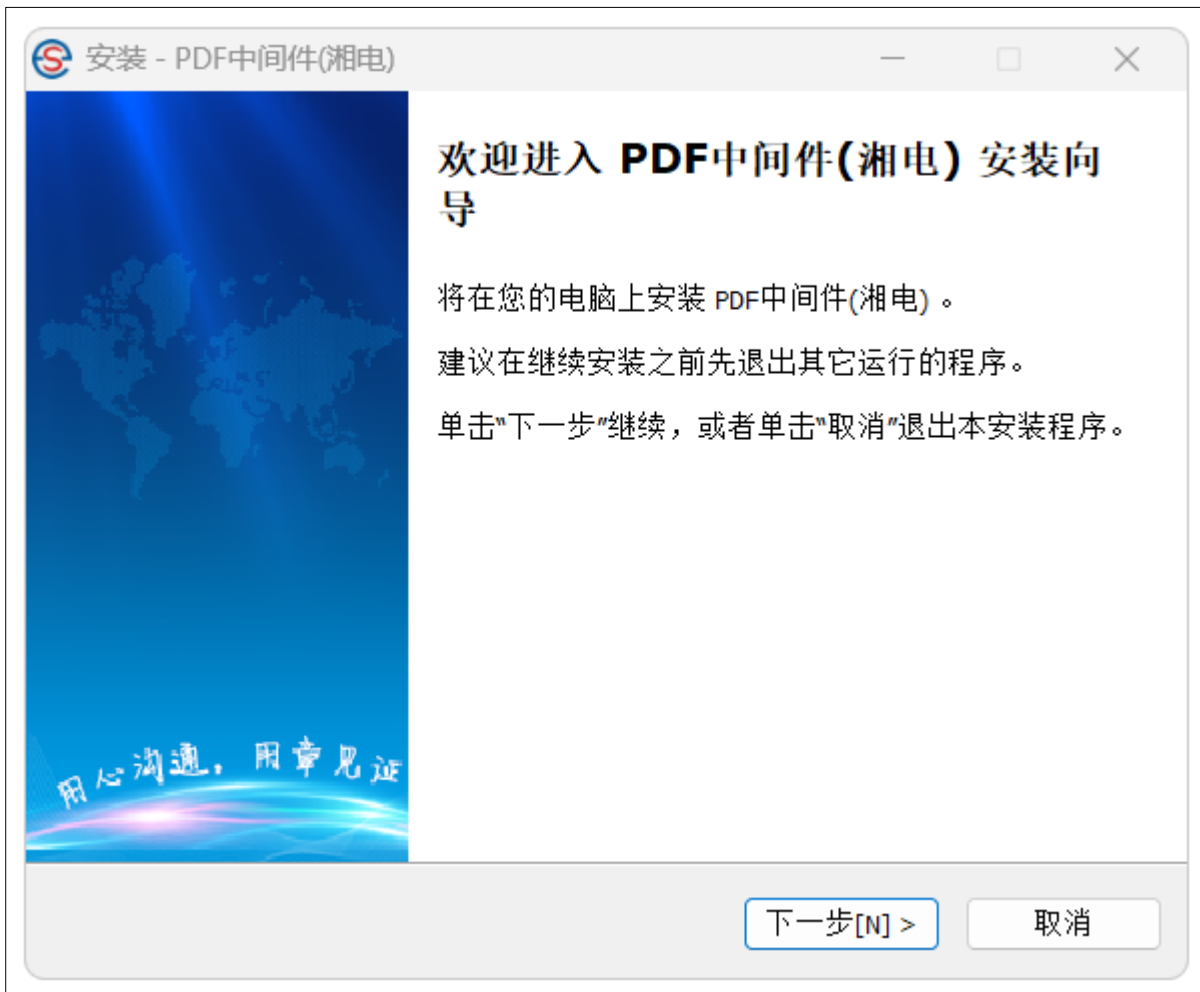 安装 - PDF中间件(湘电)
欢迎进入 PDF中间件(湘电) 安装向
导
将在您的电脑上安装 PDF中间件(湘电) 。
建议在继续安装之前先退出其它运行的程序。
单击“下一步”继续，或者单击“取消”退出本安装程序。
用心沟通，用章见证
下一步[N] >
取消